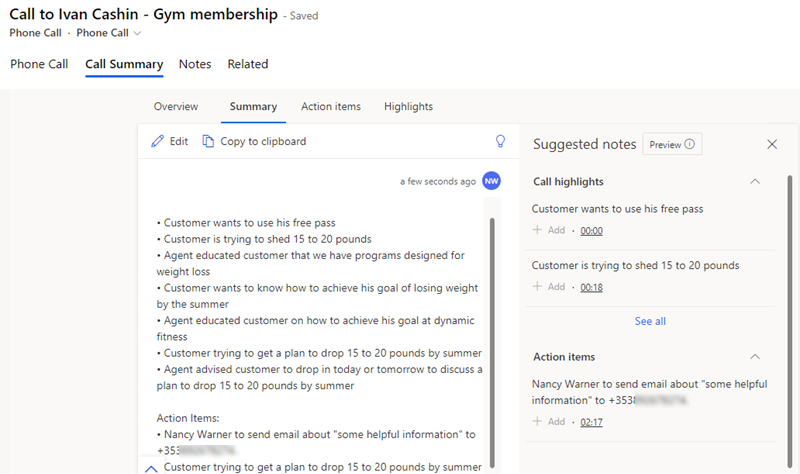 Call to Ivan Cashin - Gym membership - Saved
Phone Call · Phone Call
Phone Call Call Summary Notes Related
Overview Summary Action items Highlights
Edit Copy to clipboard
a few seconds ago NW
• Customer wants to use his free pass
• Customer is trying to shed 15 to 20 pounds
• Agent educated customer that we have programs designed for
weight loss
• Customer wants to know how to achieve his goal of losing weight
by the summer
• Agent educated customer on how to achieve his goal at dynamic
fitness
• Customer trying to get a plan to drop 15 to 20 pounds by summer
• Agent advised customer to drop in today or tomorrow to discuss a
plan to drop 15 to 20 pounds by summer
Action Items:
• Nancy Warner to send email about "some helpful information" to
+353
Customer trying to get a plan to drop 15 to 20 pounds by summer
Suggested notes Preview
Call highlights
Customer wants to use his free pass
+ Add · 00:00
Customer is trying to shed 15 to 20 pounds
+ Add · 00:18
See all
Action items
Nancy Warner to send email about "some helpful
information" to +353
+ Add · 02:17